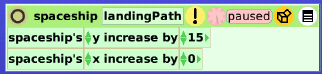 spaceship landingPath ! paused
spaceship's y increase by 15
spaceship's x increase by 0